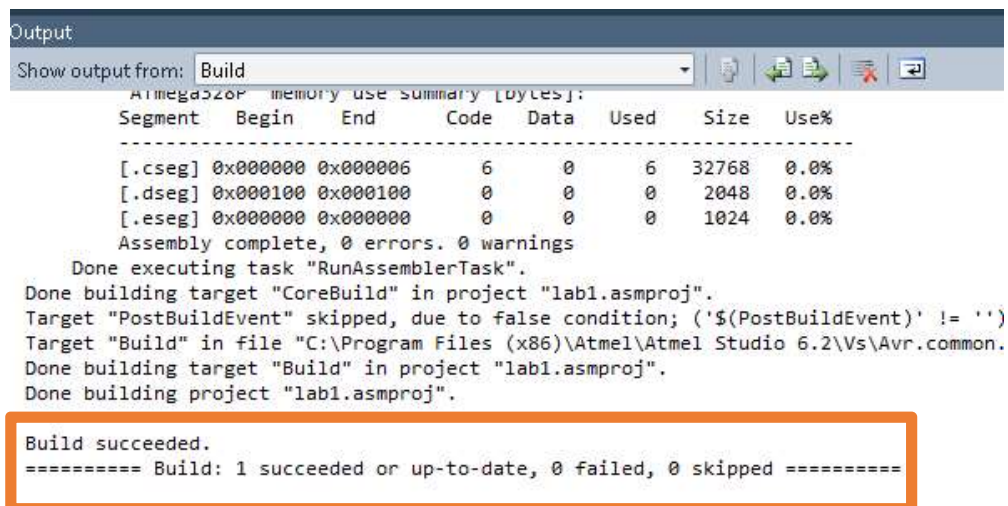 Output
Show output from: Build
ATmega328P memory use summary [bytes]:
Segment Begin End Code Data Used Size Use%
---------------------------------------------------------------
[.cseg] 0x000000 0x000006 6 0 6 32768 0.0%
[.dseg] 0x000100 0x000100 0 0 0 2048 0.0%
[.eseg] 0x000000 0x000000 0 0 0 1024 0.0%
Assembly complete, 0 errors. 0 warnings
Done executing task "RunAssemblerTask".
Done building target "CoreBuild" in project "lab1.asmproj".
Target "PostBuildEvent" skipped, due to false condition; ('$(PostBuildEvent)' != '')
Target "Build" in file "C:\Program Files (x86)\Atmel\Atmel Studio 6.2\Vs\Avr.common.
Done building target "Build" in project "lab1.asmproj".
Done building project "lab1.asmproj".
Build succeeded.
========== Build: 1 succeeded or up-to-date, 0 failed, 0 skipped ==========